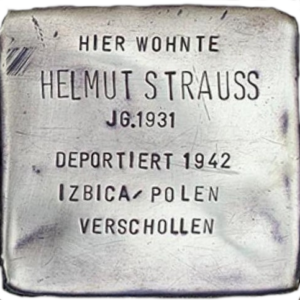 HIER WOHNTE
HELMUT STRAUSS
JG.1931
DEPORTIERT 1942
IZBICA/POLEN
VERSCHOLLEN